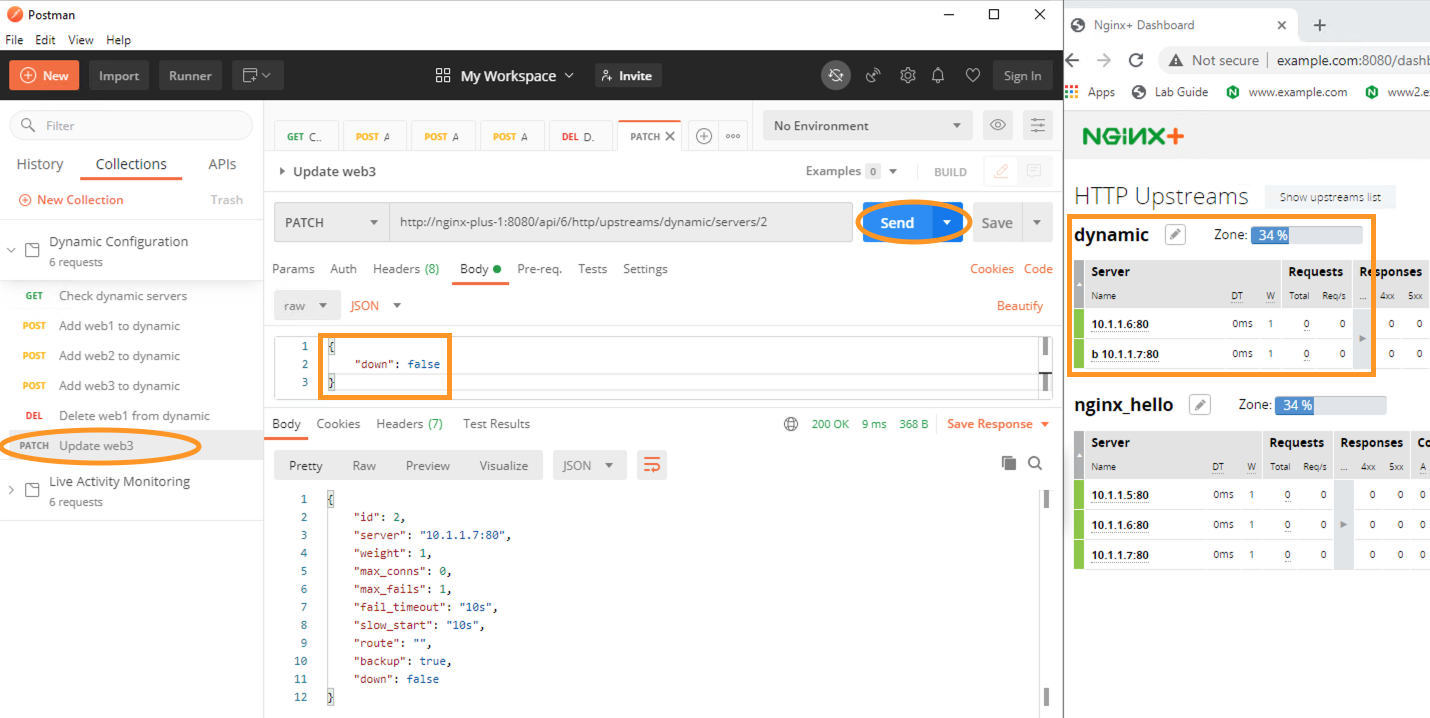 Postman
File Edit View Help
New Import Runner My Workspace Invite Sign In
Filter
History Collections APIs
New Collection Trash
Dynamic Configuration
6 requests
GET Check dynamic servers
POST Add web1 to dynamic
POST Add web2 to dynamic
POST Add web3 to dynamic
DEL Delete web1 from dynamic
PATCH Update web3
Live Activity Monitoring
6 requests
GET C.. POST A POST A POST A DEL D. PATCH
No Environment
Update web3
Examples 0 BUILD
PATCH http://nginx-plus-1:8080/api/6/http/upstreams/dynamic/servers/2 Send Save
Params Auth Headers (8) Body Pre-req. Tests Settings Cookies Code
raw JSON Beautify
1 {
2 "down": false
3 }
Body Cookies Headers (7) Test Results 200 OK 9 ms 368 B Save Response
Pretty Raw Preview Visualize JSON
1 {
2 "id": 2,
3 "server": "10.1.1.7:80",
4 "weight": 1,
5 "max_conns": 0,
6 "max_fails": 1,
7 "fail_timeout": "10s",
8 "slow_start": "10s",
9 "route": "",
10 "backup": true,
11 "down": false
12 }
Nginx+ Dashboard
Not secure example.com:8080/dashb
Apps Lab Guide www.example.com www2.e
NGINX+
HTTP Upstreams Show upstreams list
dynamic Zone: 34 %
Server Requests Responses
Name DT W Total Req/s ... 4xx 5xx
10.1.1.6:80 0ms 1 0 0 0 0
b 10.1.1.7:80 0ms 1 0 0 0 0
nginx_hello Zone: 34 %
Server Requests Responses Co
Name DT W Total Req/s ... 4xx 5xx A
10.1.1.5:80 0ms 1 0 0 0 0 0
10.1.1.6:80 0ms 1 0 0 0 0 0
10.1.1.7:80 0ms 1 0 0 0 0 0